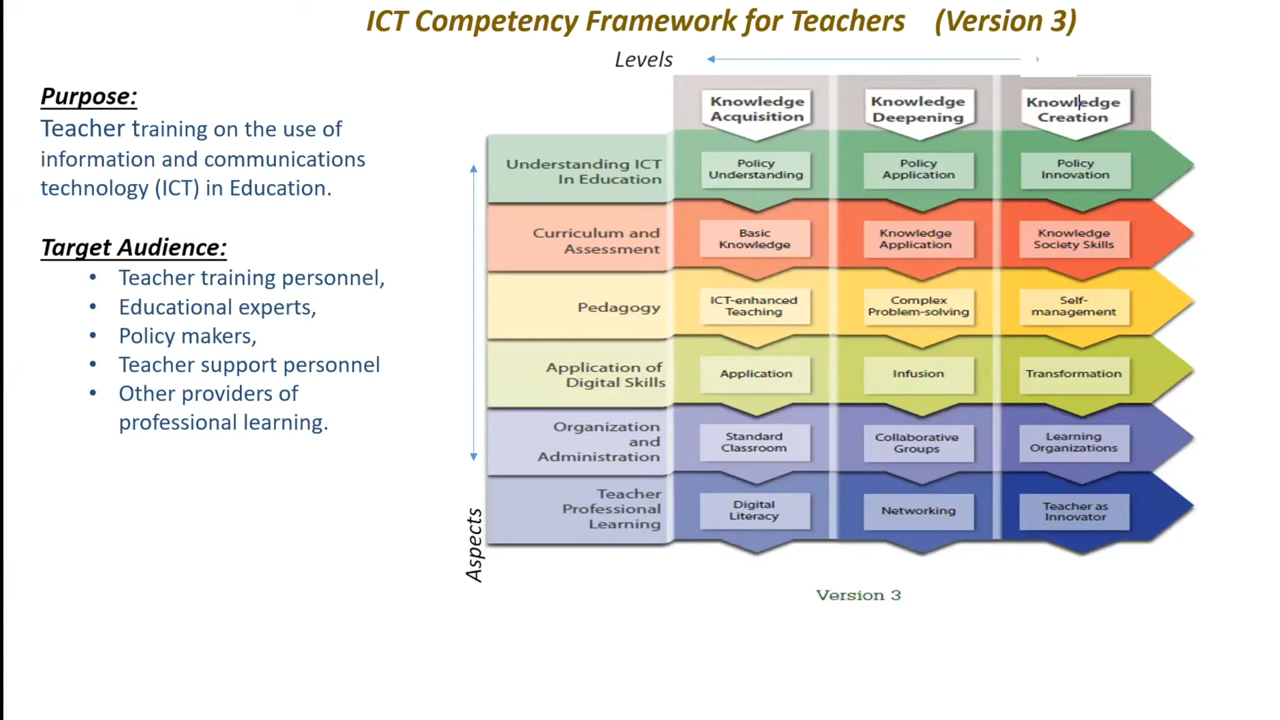 ICT Competency Framework for Teachers (Version 3)
Levels
Purpose:
Teacher training on the use of
information and communications
technology (ICT) in Education.
Target Audience:
• Teacher training personnel,
• Educational experts,
• Policy makers,
• Teacher support personnel
• Other providers of
professional learning.
Aspects
Knowledge
Acquisition
Knowledge
Deepening
Knowledge
Creation
Understanding ICT
In Education
Policy
Understanding
Policy
Application
Policy
Innovation
Curriculum and
Assessment
Basic
Knowledge
Knowledge
Application
Knowledge
Society Skills
Pedagogy
ICT-enhanced
Teaching
Complex
Problem-solving
Self-
management
Application of
Digital Skills
Application
Infusion
Transformation
Organization
and
Administration
Standard
Classroom
Collaborative
Groups
Learning
Organizations
Teacher
Professional
Learning
Digital
Literacy
Networking
Teacher as
Innovator
Version 3